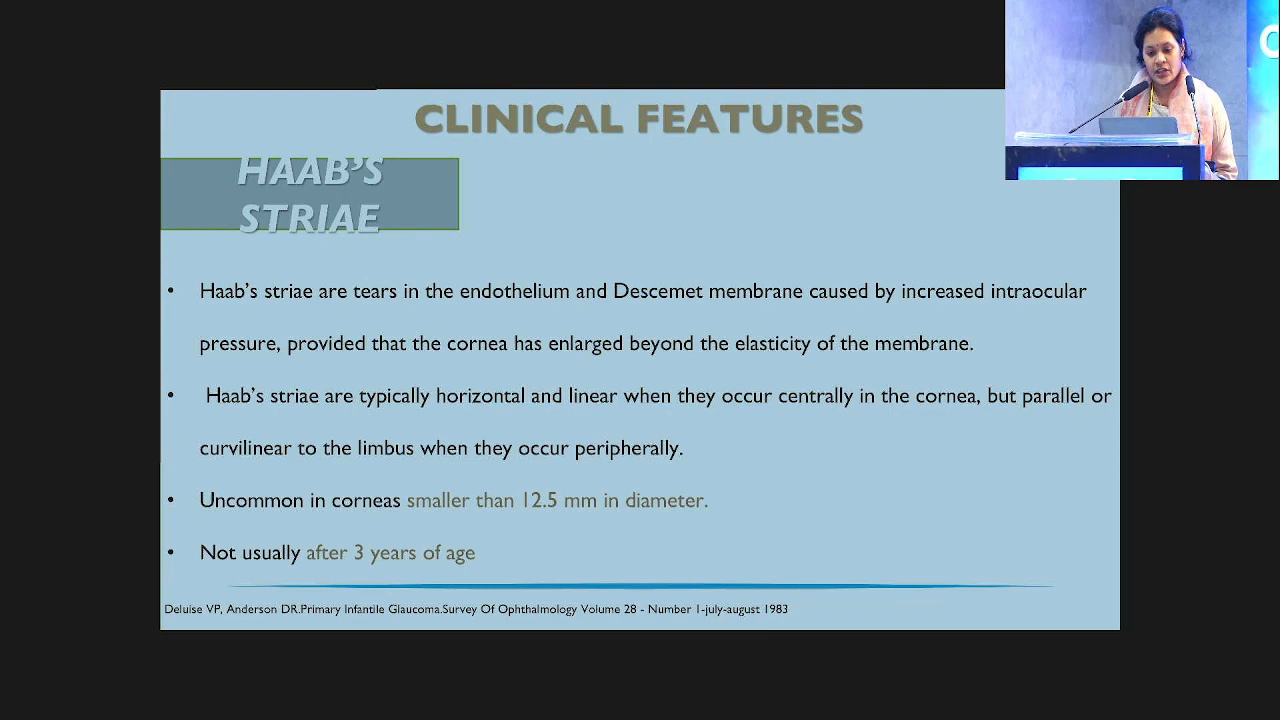 CLINICAL FEATURES
HAAB'S
STRIAE
• Haab's striae are tears in the endothelium and Descemet membrane caused by increased intraocular
pressure, provided that the cornea has enlarged beyond the elasticity of the membrane.
• Haab's striae are typically horizontal and linear when they occur centrally in the cornea, but parallel or
curvilinear to the limbus when they occur peripherally.
• Uncommon in corneas smaller than 12.5 mm in diameter.
• Not usually after 3 years of age
Deluise VP, Anderson DR.Primary Infantile Glaucoma.Survey Of Ophthalmology Volume 28 - Number 1-july-august 1983